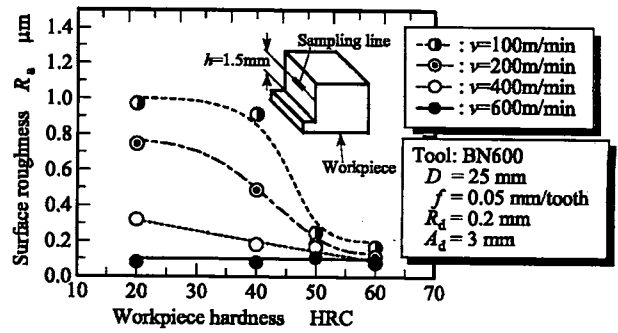 Surface roughness Rₐ μm
1.4
1.2
1.0
0.8
0.6
0.4
0.2
0.0
10 20 30 40 50 60 70
Workpiece hardness HRC
Sampling line
h=1.5mm
Workpiece
: v=100m/min
: v=200m/min
: v=400m/min
: v=600m/min
Tool: BN600
D = 25 mm
f = 0.05 mm/tooth
R_d = 0.2 mm
A_d = 3 mm